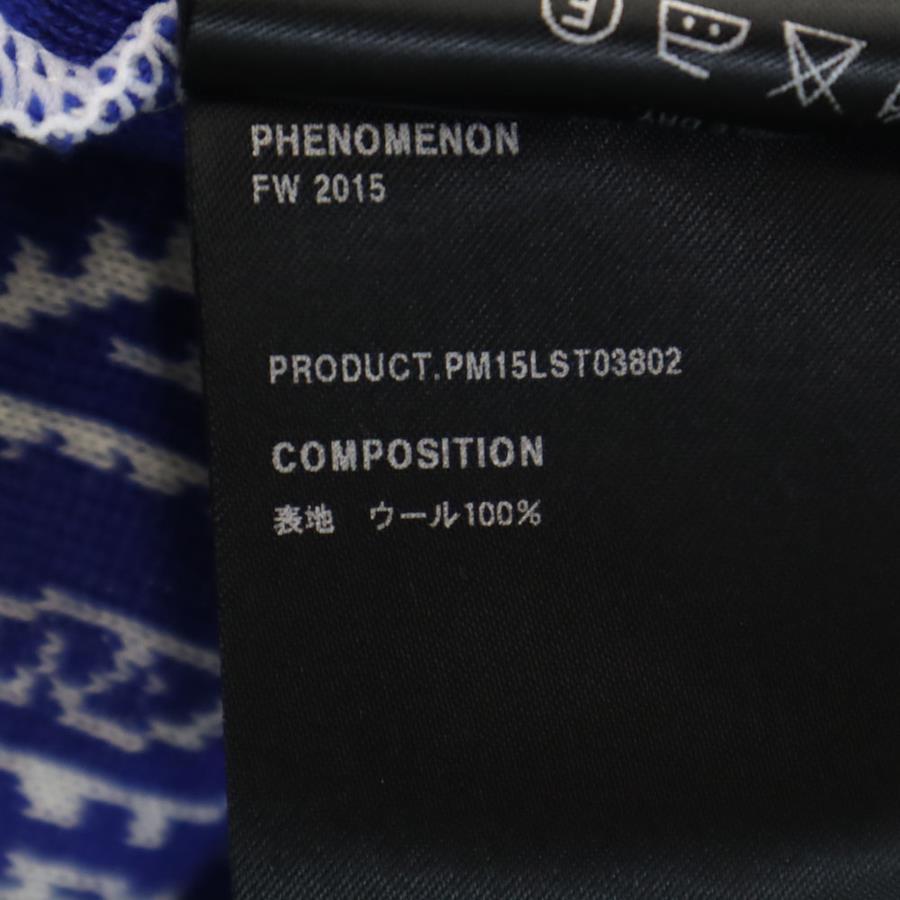 PHENOMENON
FW 2015
PRODUCT.PM15LST03802
COMPOSITION
表地 ウール100%